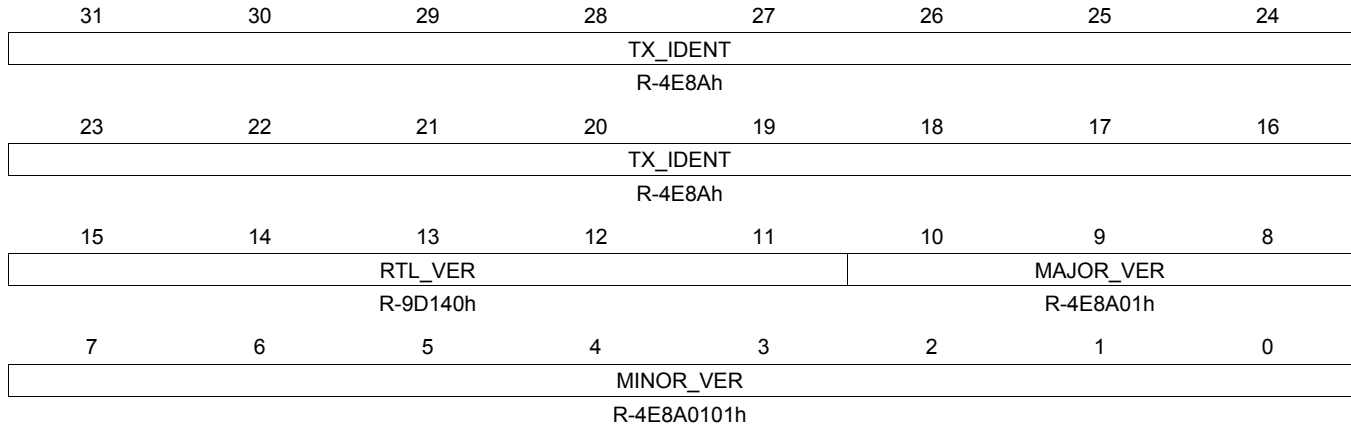 31 30 29 28 27 26 25 24
TX_IDENT
R-4E8Ah
23 22 21 20 19 18 17 16
TX_IDENT
R-4E8Ah
15 14 13 12 11 10 9 8
RTL_VER MAJOR_VER
R-9D140h R-4E8A01h
7 6 5 4 3 2 1 0
MINOR_VER
R-4E8A0101h